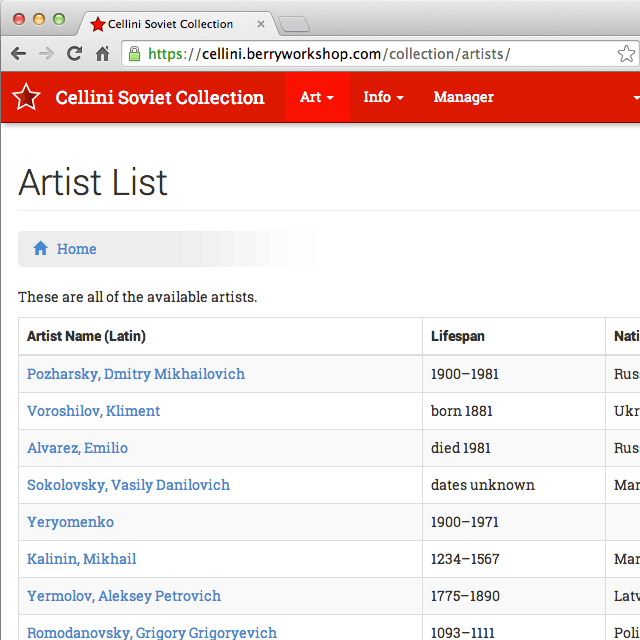 Cellini Soviet Collection
https://cellini.berryworkshop.com/collection/artists/
Cellini Soviet Collection Art Info Manager
Artist List
Home
These are all of the available artists.
Artist Name (Latin) Lifespan Nati
Pozharsky, Dmitry Mikhailovich 1900–1981 Rus
Voroshilov, Kliment born 1881 Ukr
Alvarez, Emilio died 1981 Rus
Sokolovsky, Vasily Danilovich dates unknown Mar
Yeryomenko 1900–1971
Kalinin, Mikhail 1234–1567 Mar
Yermolov, Aleksey Petrovich 1775–1890 Latv
Romodanovsky, Grigory Grigoryevich 1093–1111 Poli